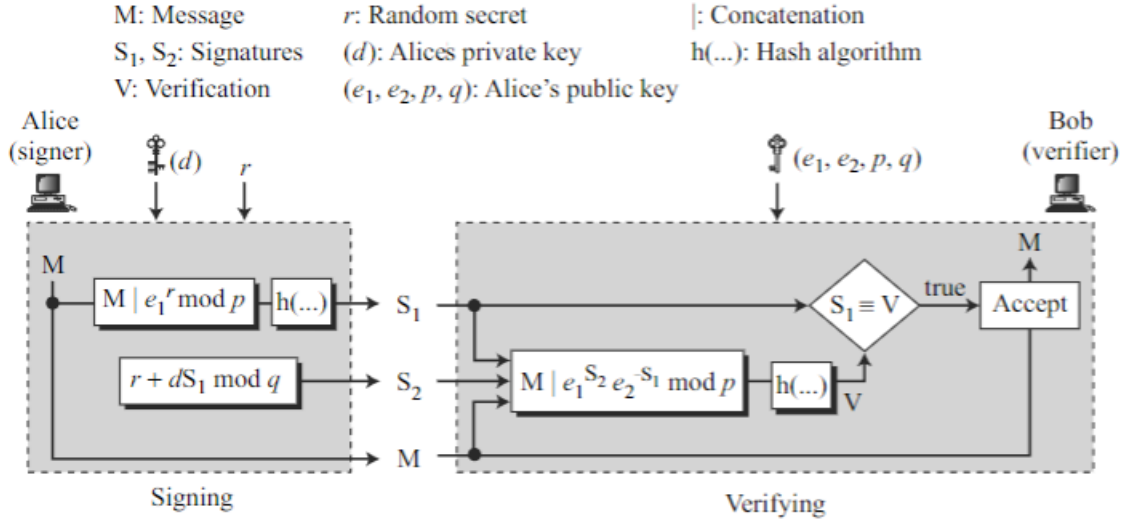 M: Message r: Random secret |: Concatenation
S₁, S₂: Signatures (d): Alices private key h(...): Hash algorithm
V: Verification (e₁, e₂, p, q): Alice's public key
Alice
(signer)
(d)
r
(e₁, e₂, p, q)
Bob
(verifier)
M
M | e₁ʳ mod p
h(...)
S₁
S₁ ≡ V
true
Accept
M
r + dS₁ mod q
S₂
M | e₁^S₂ e₂^-S₁ mod p
h(...)
V
M
Signing
Verifying